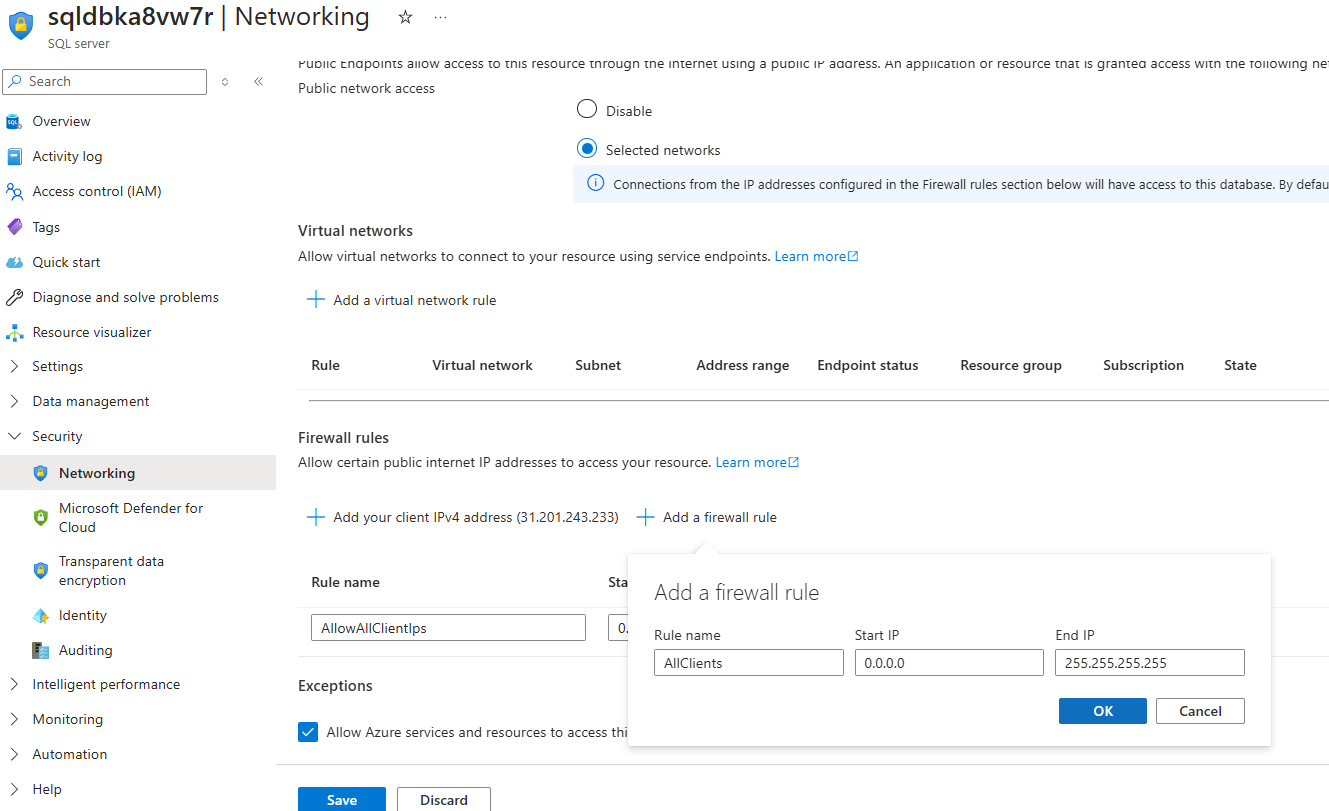 sqldbka8vw7r | Networking
SQL server
Search
Overview
Activity log
Access control (IAM)
Tags
Quick start
Diagnose and solve problems
Resource visualizer
Settings
Data management
Security
Networking
Microsoft Defender for
Cloud
Transparent data
encryption
Identity
Auditing
Intelligent performance
Monitoring
Automation
Help
Public Endpoints allow access to this resource through the internet using a public IP address. An application or resource that is granted access with the following ne
Public network access
Disable
Selected networks
Connections from the IP addresses configured in the Firewall rules section below will have access to this database. By defau
Virtual networks
Allow virtual networks to connect to your resource using service endpoints. Learn more
Add a virtual network rule
Rule Virtual network Subnet Address range Endpoint status Resource group Subscription State
Firewall rules
Allow certain public internet IP addresses to access your resource. Learn more
Add your client IPv4 address (31.201.243.233) Add a firewall rule
Rule name Sta
AllowAllClientIps 0.
Add a firewall rule
Rule name Start IP End IP
AllClients 0.0.0.0 255.255.255.255
OK Cancel
Exceptions
Allow Azure services and resources to access thi
Save Discard